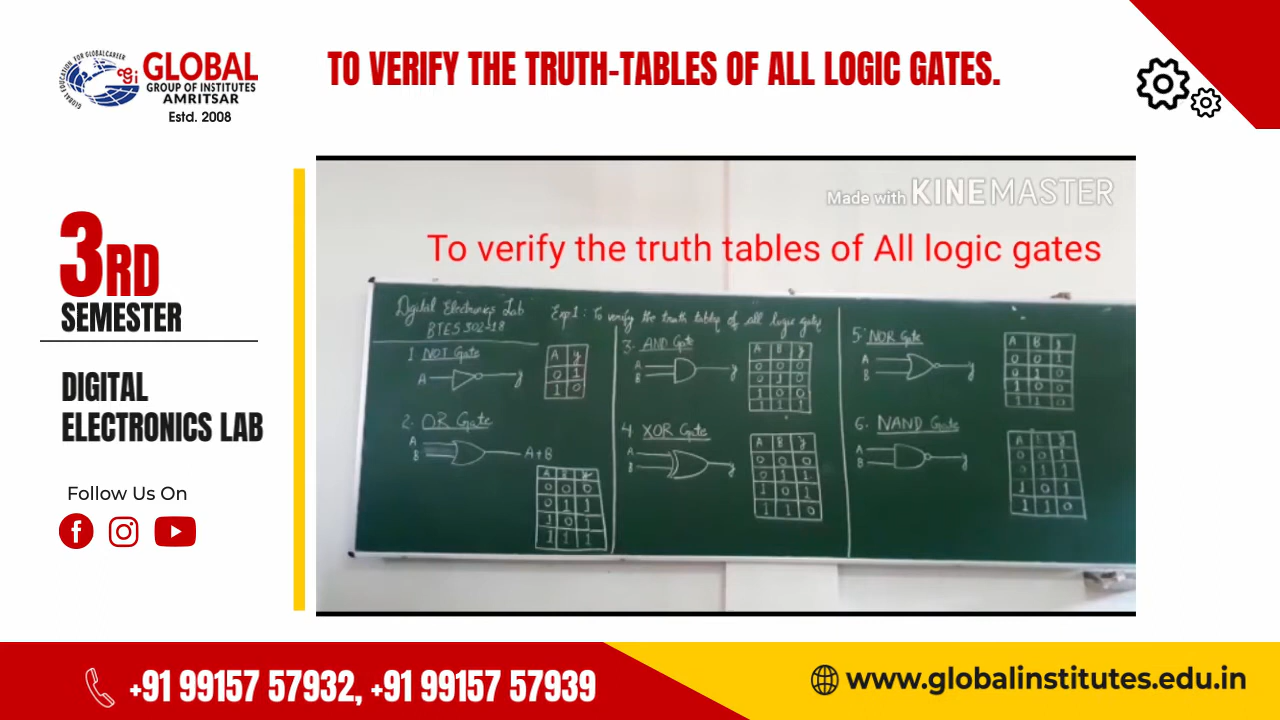 GLOBAL EDUCATION FOR GLOBAL CAREER
agi
GLOBAL
GROUP OF INSTITUTES
AMRITSAR
Estd. 2008
TO VERIFY THE TRUTH-TABLES OF ALL LOGIC GATES.
3RD
SEMESTER
DIGITAL
ELECTRONICS LAB
Follow Us On
Made with KINEMASTER
To verify the truth tables of All logic gates
Digital Electronics Lab
BTES 302-18
Exp 1: To verify the truth tables of all logic gates
1. NOT Gate
A y
A y
0 1
1 0
2. OR Gate
A
B
A+B
A B y
0 0 0
0 1 1
1 0 1
1 1 1
3. AND Gate
A
B
y
A B y
0 0 0
0 1 0
1 0 0
1 1 1
4. XOR Gate
A
B
y
A B y
0 0 0
0 1 1
1 0 1
1 1 0
5. NOR Gate
A
B
y
A B y
0 0 1
0 1 0
1 0 0
1 1
6. NAND Gate
A
B
y
A B y
0 0 1
0 1 1
1 0 1
1 1 0
+91 99157 57932, +91 99157 57939
www.globalinstitutes.edu.in